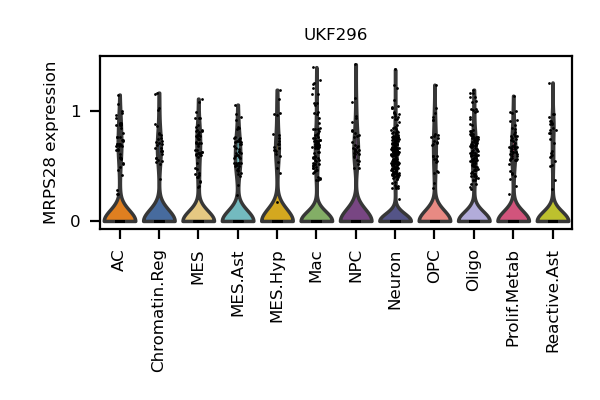 UKF296
MRPS28 expression
1
0
AC
Chromatin.Reg
MES
MES.Ast
MES.Hyp
Mac
NPC
Neuron
OPC
Oligo
Prolif.Metab
Reactive.Ast